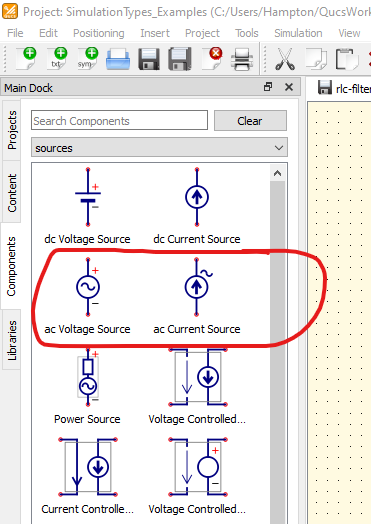 Project: SimulationTypes_Examples (C:/Users/Hampton/QucsWork
File Edit Positioning Insert Project Tools Simulation View
txt sym
Main Dock
rlc-filter
Projects
Content
Components
Libraries
Search Components Clear
sources
dc Voltage Source dc Current Source
ac Voltage Source ac Current Source
Power Source Voltage Controlled...
Current Controlle... Voltage Controlled...